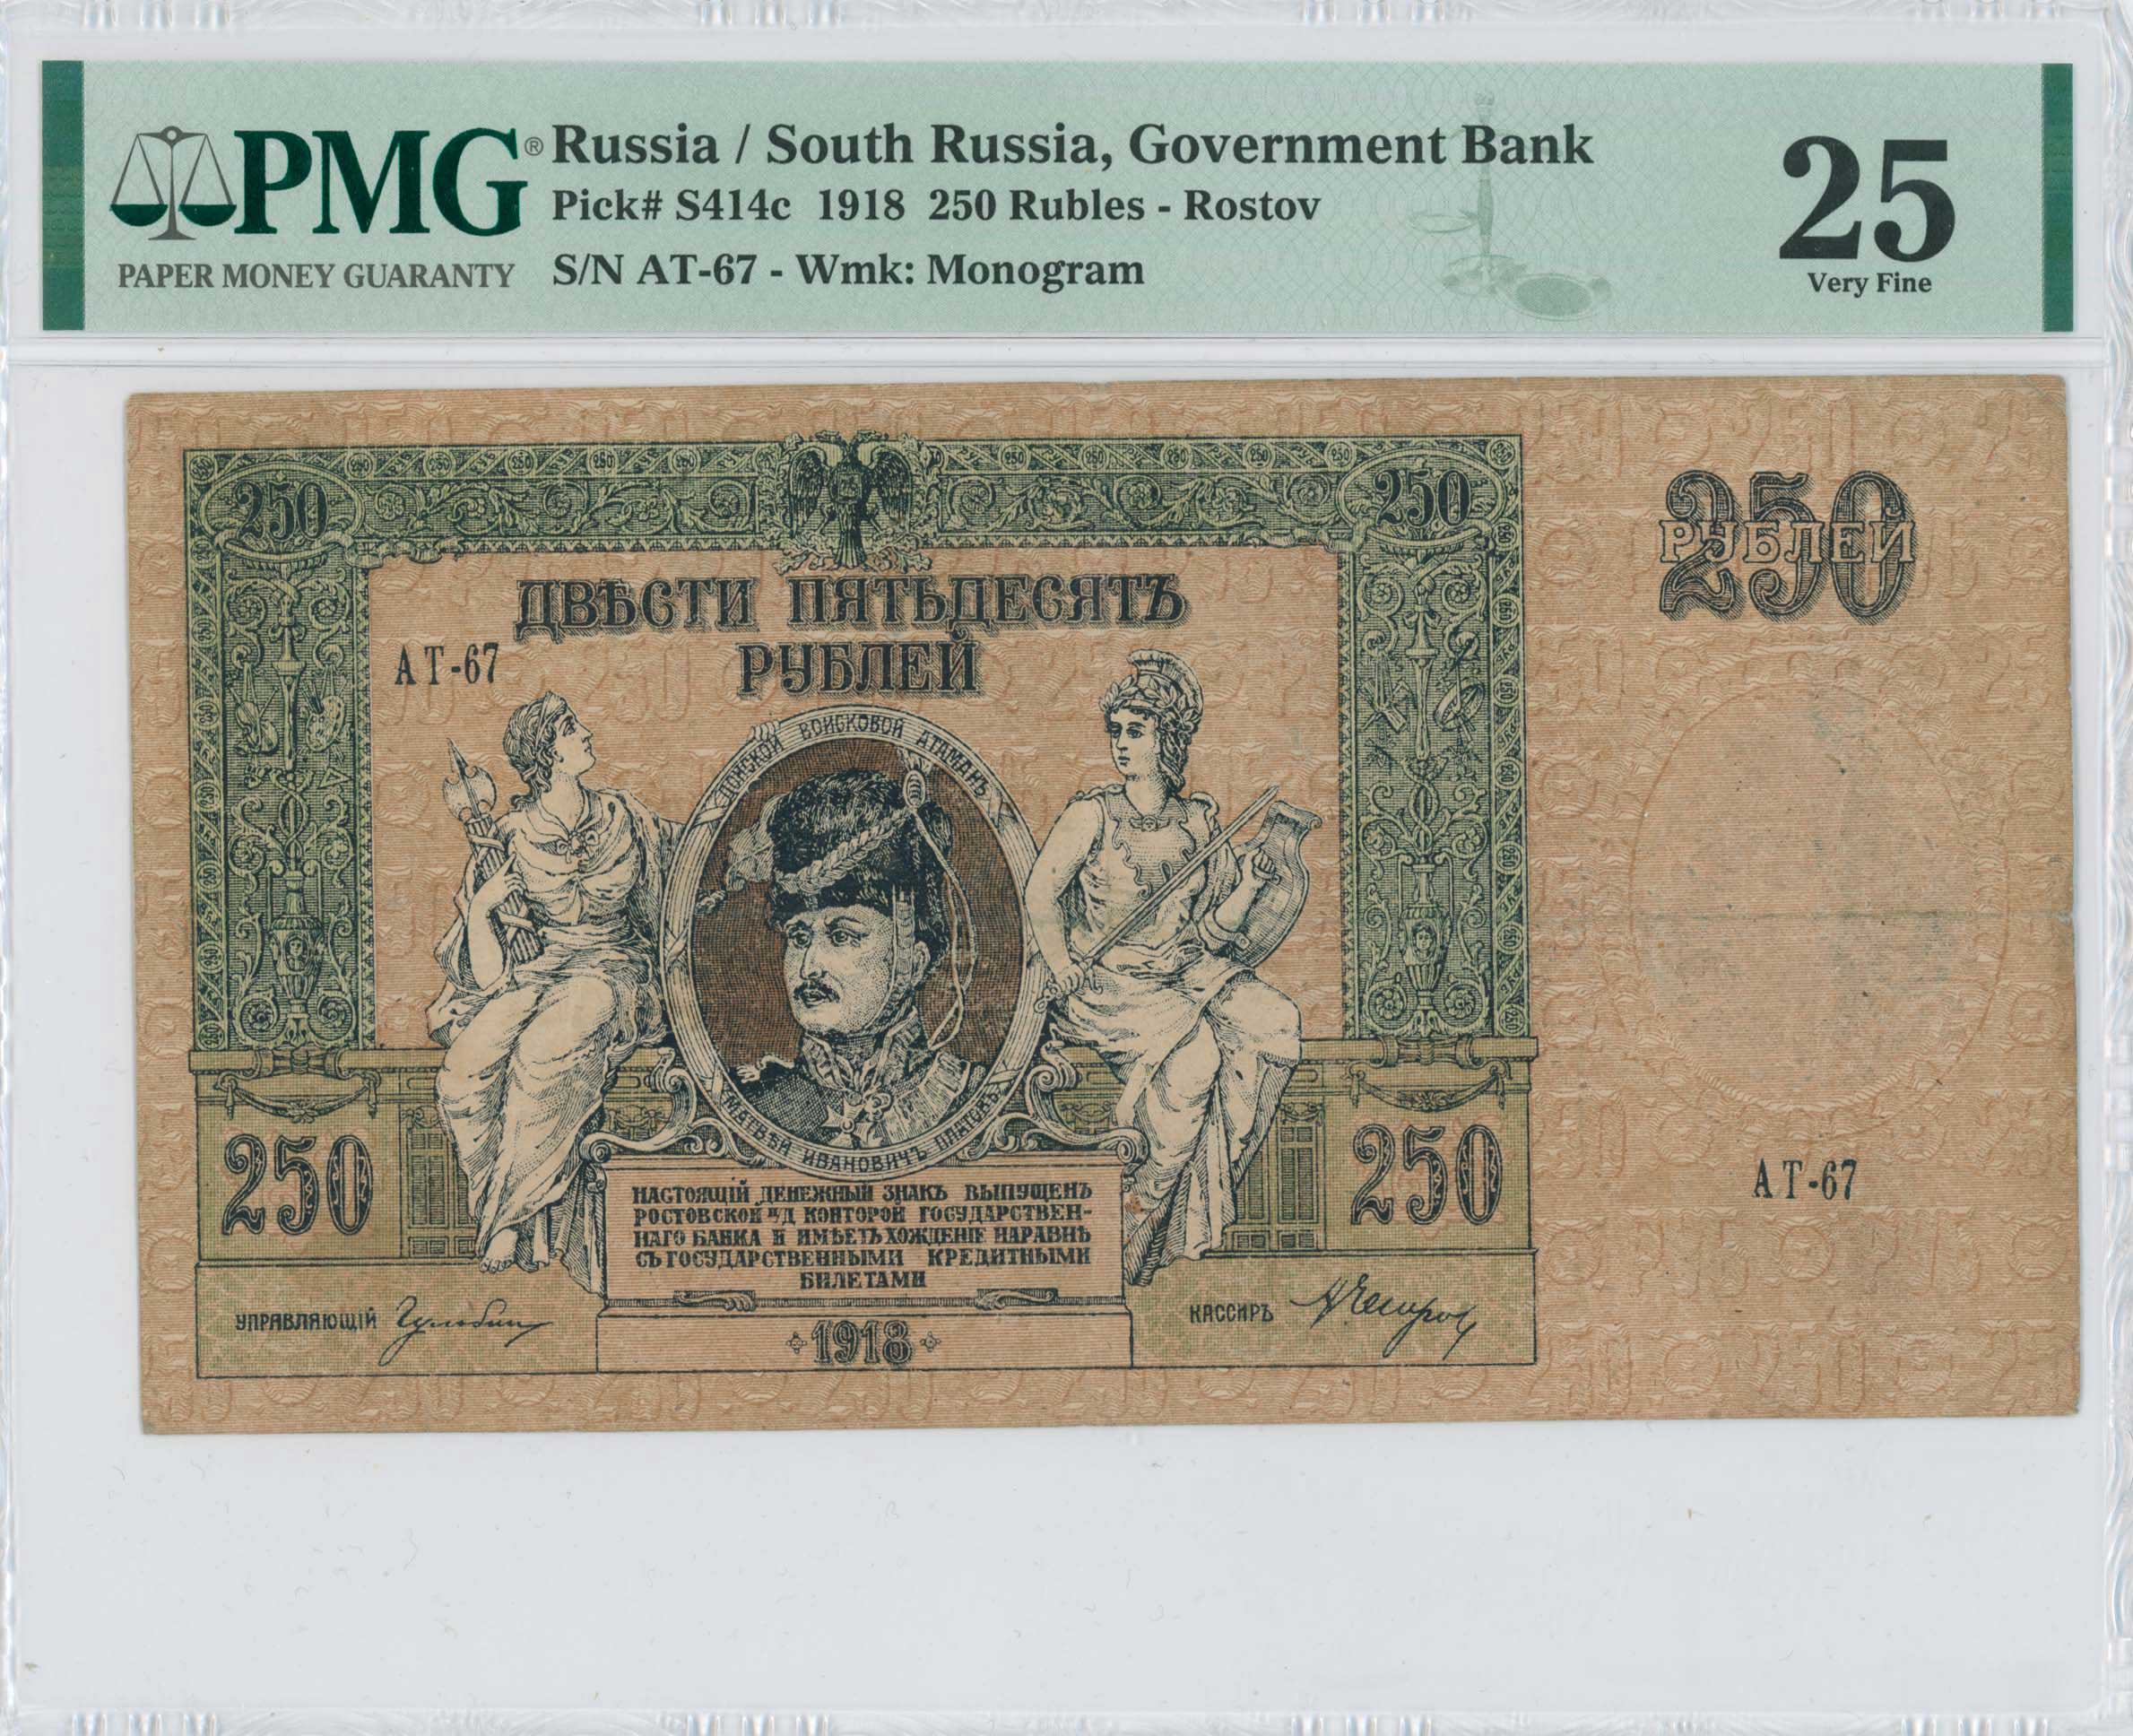 PMG® Russia / South Russia, Government Bank
Pick# S414c 1918 250 Rubles - Rostov
PAPER MONEY GUARANTY
S/N AT-67 - Wmk: Monogram
25
Very Fine
250
250
250
РУБЛЕЙ
ДВѢСТИ ПЯТЬДЕСЯТЪ
РУБЛЕЙ
АТ-67
ДОНСКОЙ ВОЙСКОВОЙ АТАМАНЪ
МАТВѢЙ ИВАНОВИЧЪ ПЛАТОВЪ
250
250
АТ-67
НАСТОЯЩІЙ ДЕНЕЖНЫЙ ЗНАКЪ ВЫПУЩЕНЪ
РОСТОВСКОЙ н/Д КОНТОРОЙ ГОСУДАРСТВЕН-
НАГО БАНКА И ИМѢЕТЪ ХОЖДЕНІЕ НАРАВНѢ
СЪ ГОСУДАРСТВЕННЫМИ КРЕДИТНЫМИ
БИЛЕТАМИ
УПРАВЛЯЮЩІЙ
КАССИРЪ
1918